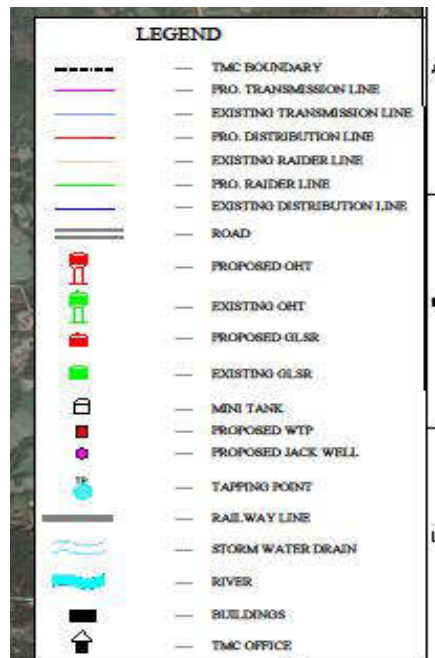 LEGEND
TMC BOUNDARY
PRO. TRANSMISSION LINE
EXISTING TRANSMISSION LINE
PRO. DISTRIBUTION LINE
EXISTING RAIDER LINE
PRO. RAIDER LINE
EXISTING DISTRIBUTION LINE
ROAD
PROPOSED OHT
EXISTING OHT
PROPOSED GLSR
EXISTING GLSR
MINI TANK
PROPOSED WTP
PROPOSED JACK WELL
TP
TAPPING POINT
RAILWAY LINE
STORM WATER DRAIN
RIVER
BUILDINGS
TMC OFFICE